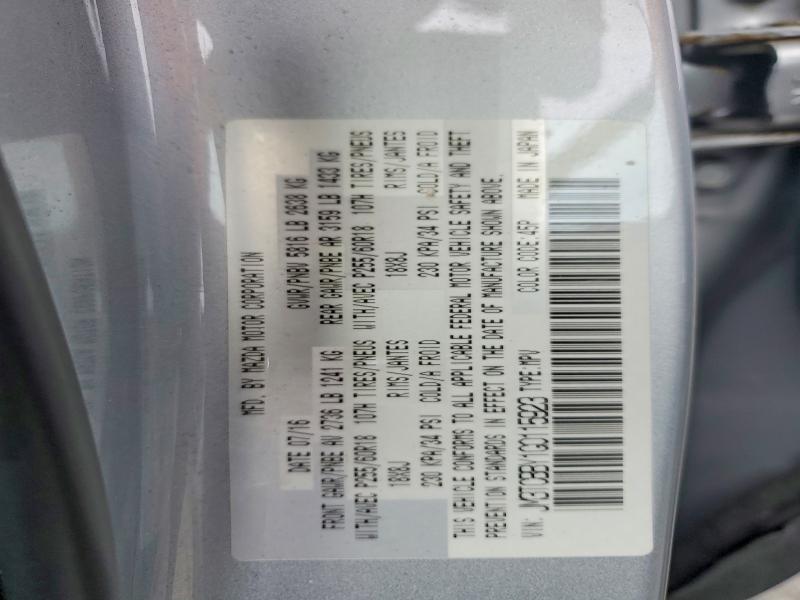 MFD. BY MAZDA MOTOR CORPORATION
DATE 07/16 GVWR/PNBV 5816 LB 2638 KG
FRONT GAWR/PNBE AV 2736 LB 1241 KG REAR GAWR/PNBE AR 3159 LB 1433 KG
WITH/AVEC P255/60R18 107H TIRES/PNEUS WITH/AVEC P255/60R18 107H TIRES/PNEUS
18X8J RIMS/JANTES 18X8J RIMS/JANTES
230 KPA/34 PSI COLD/A FROID 230 KPA/34 PSI COLD/A FROID
THIS VEHICLE CONFORMS TO ALL APPLICABLE FEDERAL MOTOR VEHICLE SAFETY AND THEFT
PREVENTION STANDARDS IN EFFECT ON THE DATE OF MANUFACTURE SHOWN ABOVE.
VIN: JM3TCBBY1G0115923 TYPE:MPV COLOR CODE:45P MADE IN JAPAN